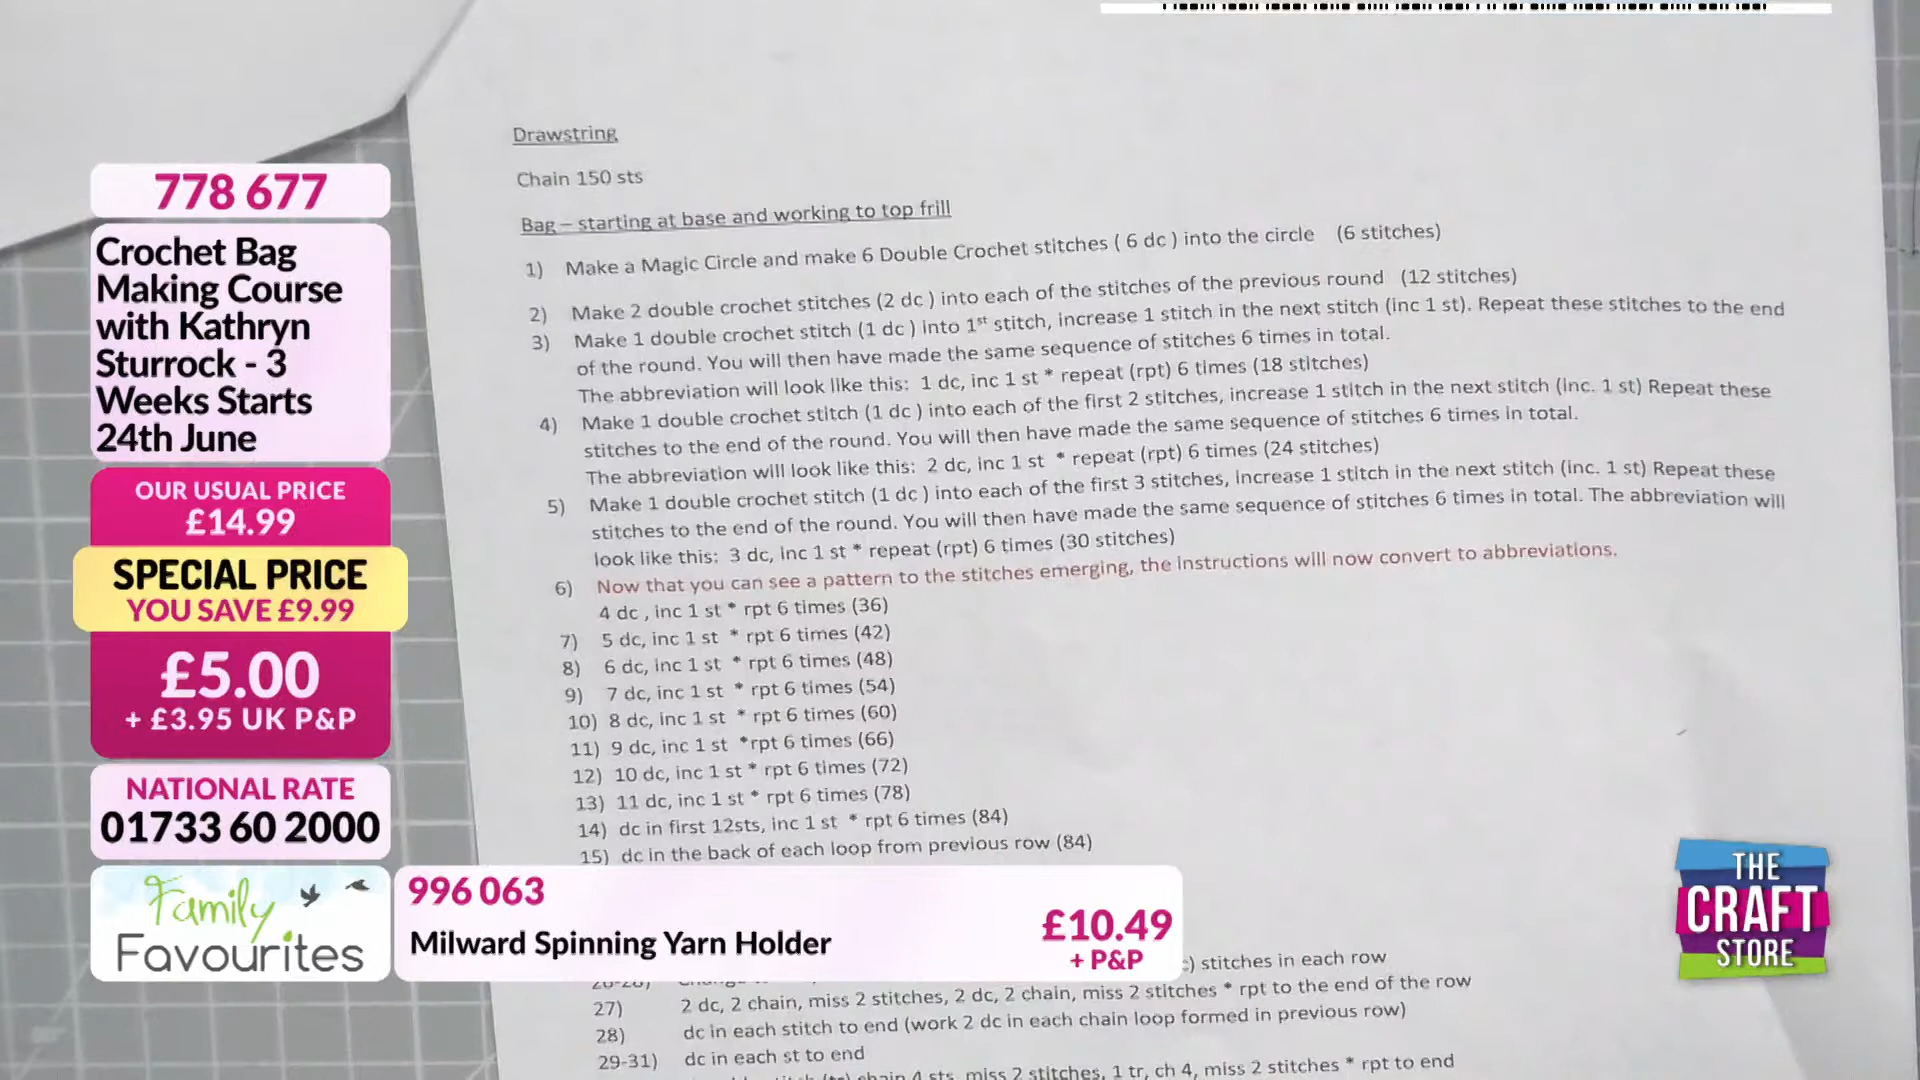 Drawstring
Chain 150 sts
Bag – starting at base and working to top frill
1) Make a Magic Circle and make 6 Double Crochet stitches ( 6 dc ) into the circle (6 stitches)
2) Make 2 double crochet stitches (2 dc ) into each of the stitches of the previous round (12 stitches)
3) Make 1 double crochet stitch (1 dc ) into 1st stitch, increase 1 stitch in the next stitch (inc 1 st). Repeat these stitches to the end
of the round. You will then have made the same sequence of stitches 6 times in total.
The abbreviation will look like this: 1 dc, inc 1 st * repeat (rpt) 6 times (18 stitches)
4) Make 1 double crochet stitch (1 dc ) into each of the first 2 stitches, increase 1 stitch in the next stitch (inc. 1 st) Repeat these
stitches to the end of the round. You will then have made the same sequence of stitches 6 times in total.
The abbreviation will look like this: 2 dc, inc 1 st * repeat (rpt) 6 times (24 stitches)
5) Make 1 double crochet stitch (1 dc ) into each of the first 3 stitches, increase 1 stitch in the next stitch (inc. 1 st) Repeat these
stitches to the end of the round. You will then have made the same sequence of stitches 6 times in total. The abbreviation will
look like this: 3 dc, inc 1 st * repeat (rpt) 6 times (30 stitches)
6) Now that you can see a pattern to the stitches emerging, the instructions will now convert to abbreviations.
4 dc , inc 1 st * rpt 6 times (36)
7) 5 dc, inc 1 st * rpt 6 times (42)
8) 6 dc, inc 1 st * rpt 6 times (48)
9) 7 dc, inc 1 st * rpt 6 times (54)
10) 8 dc, inc 1 st * rpt 6 times (60)
11) 9 dc, inc 1 st *rpt 6 times (66)
12) 10 dc, inc 1 st * rpt 6 times (72)
13) 11 dc, inc 1 st * rpt 6 times (78)
14) dc in first 12sts, inc 1 st * rpt 6 times (84)
15) dc in the back of each loop from previous row (84)
) stitches in each row
27) 2 dc, 2 chain, miss 2 stitches, 2 dc, 2 chain, miss 2 stitches * rpt to the end of the row
28) dc in each stitch to end (work 2 dc in each chain loop formed in previous row)
29-31) dc in each st to end
chain 4 sts, miss 2 stitches, 1 tr, ch 4, miss 2 stitches * rpt to end
778 677
Crochet Bag
Making Course
with Kathryn
Sturrock - 3
Weeks Starts
24th June
OUR USUAL PRICE
£14.99
SPECIAL PRICE
YOU SAVE £9.99
£5.00
+ £3.95 UK P&P
NATIONAL RATE
01733 60 2000
Family
Favourites
996 063
Milward Spinning Yarn Holder
£10.49
+ P&P
THE
CRAFT
STORE